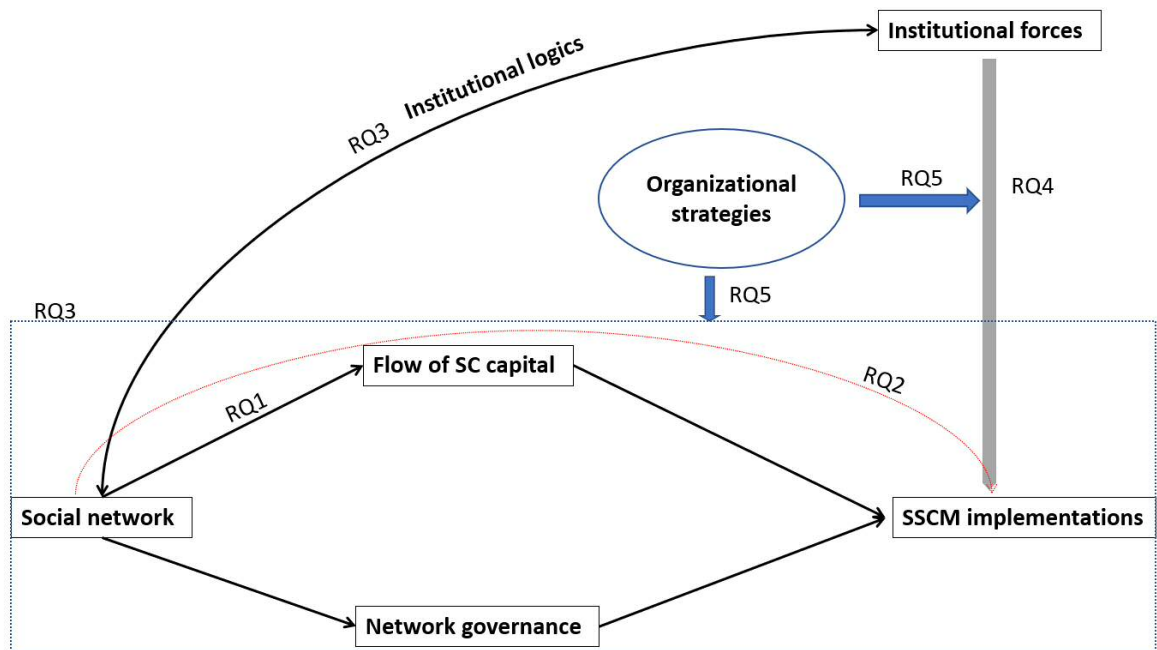 Institutional forces
Institutional logics
RQ3
Organizational
strategies
RQ5
RQ4
RQ5
RQ3
Flow of SC capital
RQ2
RQ1
Social network
SSCM implementations
Network governance